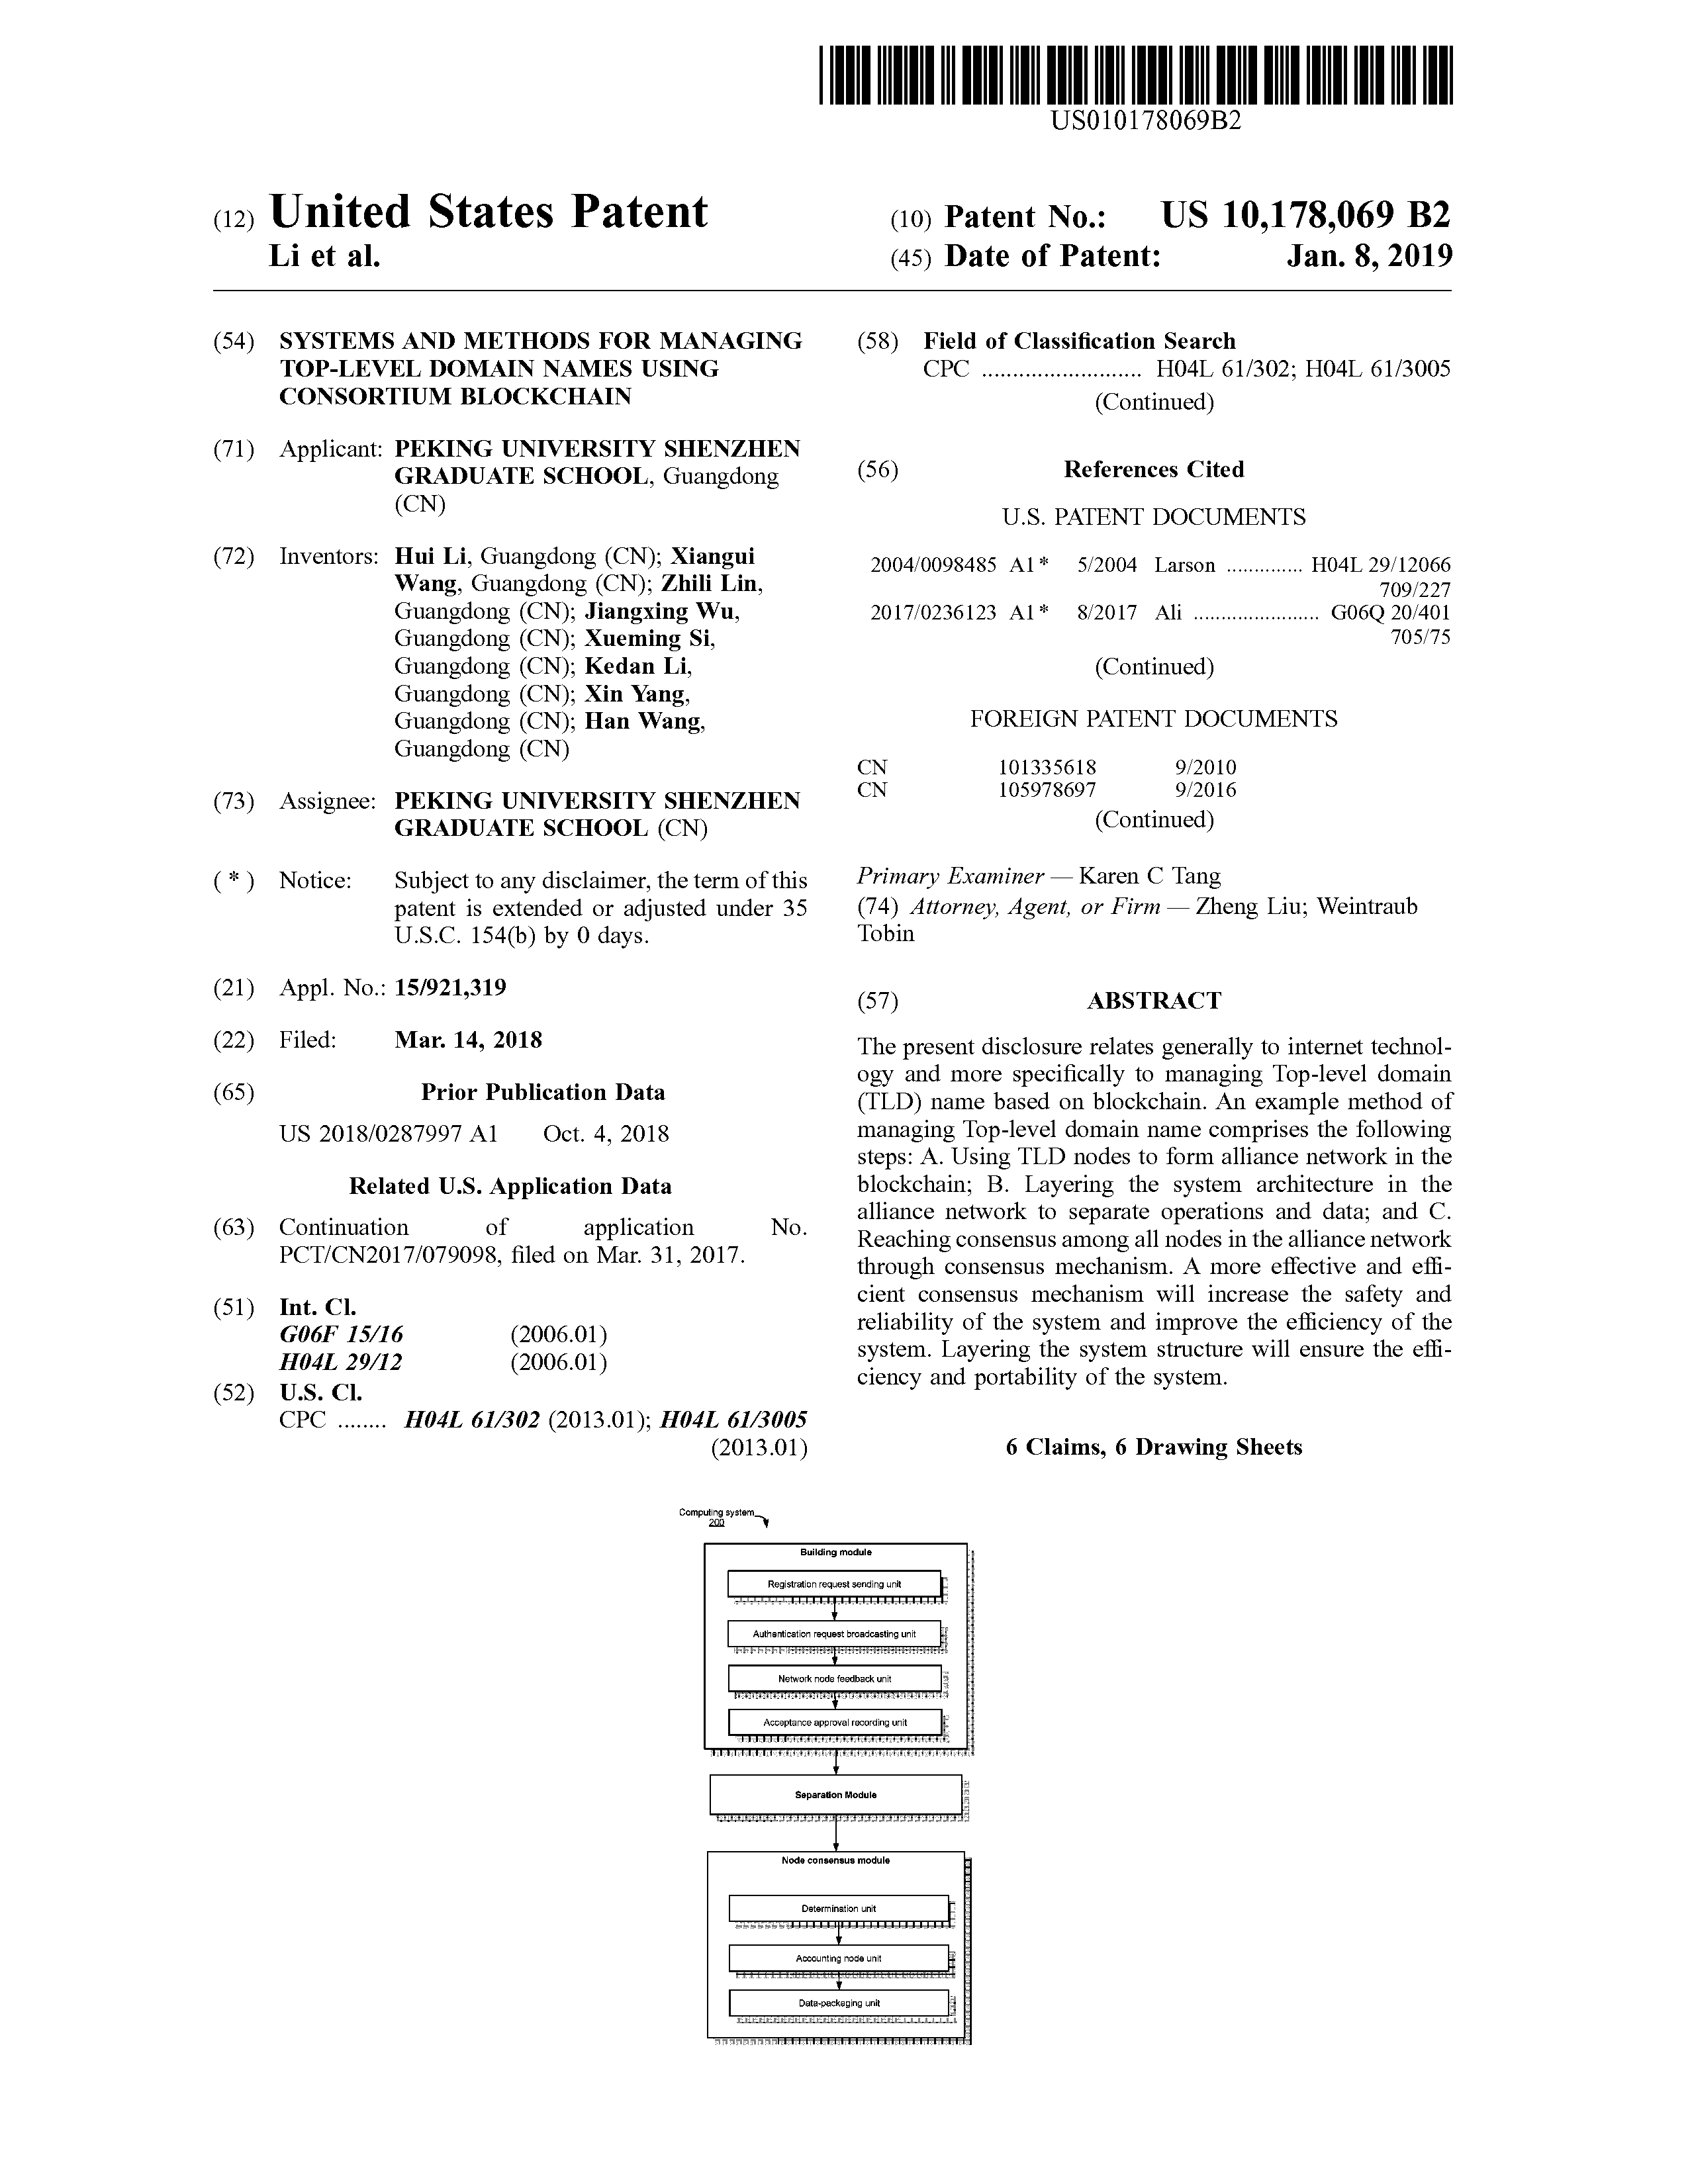 US010178069B2
(12) United States Patent
Li et al.
(10) Patent No.: US 10,178,069 B2
(45) Date of Patent: Jan. 8, 2019
(54) SYSTEMS AND METHODS FOR MANAGING
TOP-LEVEL DOMAIN NAMES USING
CONSORTIUM BLOCKCHAIN
(71) Applicant: PEKING UNIVERSITY SHENZHEN
GRADUATE SCHOOL, Guangdong
(CN)
(72) Inventors: Hui Li, Guangdong (CN); Xiangui
Wang, Guangdong (CN); Zhili Lin,
Guangdong (CN); Jiangxing Wu,
Guangdong (CN); Xueming Si,
Guangdong (CN); Kedan Li,
Guangdong (CN); Xin Yang,
Guangdong (CN); Han Wang,
Guangdong (CN)
(73) Assignee: PEKING UNIVERSITY SHENZHEN
GRADUATE SCHOOL (CN)
( * ) Notice: Subject to any disclaimer, the term of this
patent is extended or adjusted under 35
U.S.C. 154(b) by 0 days.
(21) Appl. No.: 15/921,319
(22) Filed: Mar. 14, 2018
(65) Prior Publication Data
US 2018/0287997 A1 Oct. 4, 2018
Related U.S. Application Data
(63) Continuation of application No.
PCT/CN2017/079098, filed on Mar. 31, 2017.
(51) Int. Cl.
G06F 15/16 (2006.01)
H04L 29/12 (2006.01)
(52) U.S. Cl.
CPC ........ H04L 61/302 (2013.01); H04L 61/3005
(2013.01)
(58) Field of Classification Search
CPC .......................... H04L 61/302; H04L 61/3005
(Continued)
(56) References Cited
U.S. PATENT DOCUMENTS
2004/0098485 A1 * 5/2004 Larson ............. H04L 29/12066
709/227
2017/0236123 A1 * 8/2017 Ali ...................... G06Q 20/401
705/75
(Continued)
FOREIGN PATENT DOCUMENTS
CN 101335618 9/2010
CN 105978697 9/2016
(Continued)
Primary Examiner — Karen C Tang
(74) Attorney, Agent, or Firm — Zheng Liu; Weintraub
Tobin
(57) ABSTRACT
The present disclosure relates generally to internet technol-
ogy and more specifically to managing Top-level domain
(TLD) name based on blockchain. An example method of
managing Top-level domain name comprises the following
steps: A. Using TLD nodes to form alliance network in the
blockchain; B. Layering the system architecture in the
alliance network to separate operations and data; and C.
Reaching consensus among all nodes in the alliance network
through consensus mechanism. A more effective and effi-
cient consensus mechanism will increase the safety and
reliability of the system and improve the efficiency of the
system. Layering the system structure will ensure the effi-
ciency and portability of the system.
6 Claims, 6 Drawing Sheets
Computing system
200
Building module
Registration request sending unit
Authentication request broadcasting unit
Network node feedback unit
Acceptance approval recording unit
Separation Module
Node consensus module
Determination unit
Accounting node unit
Data-packaging unit